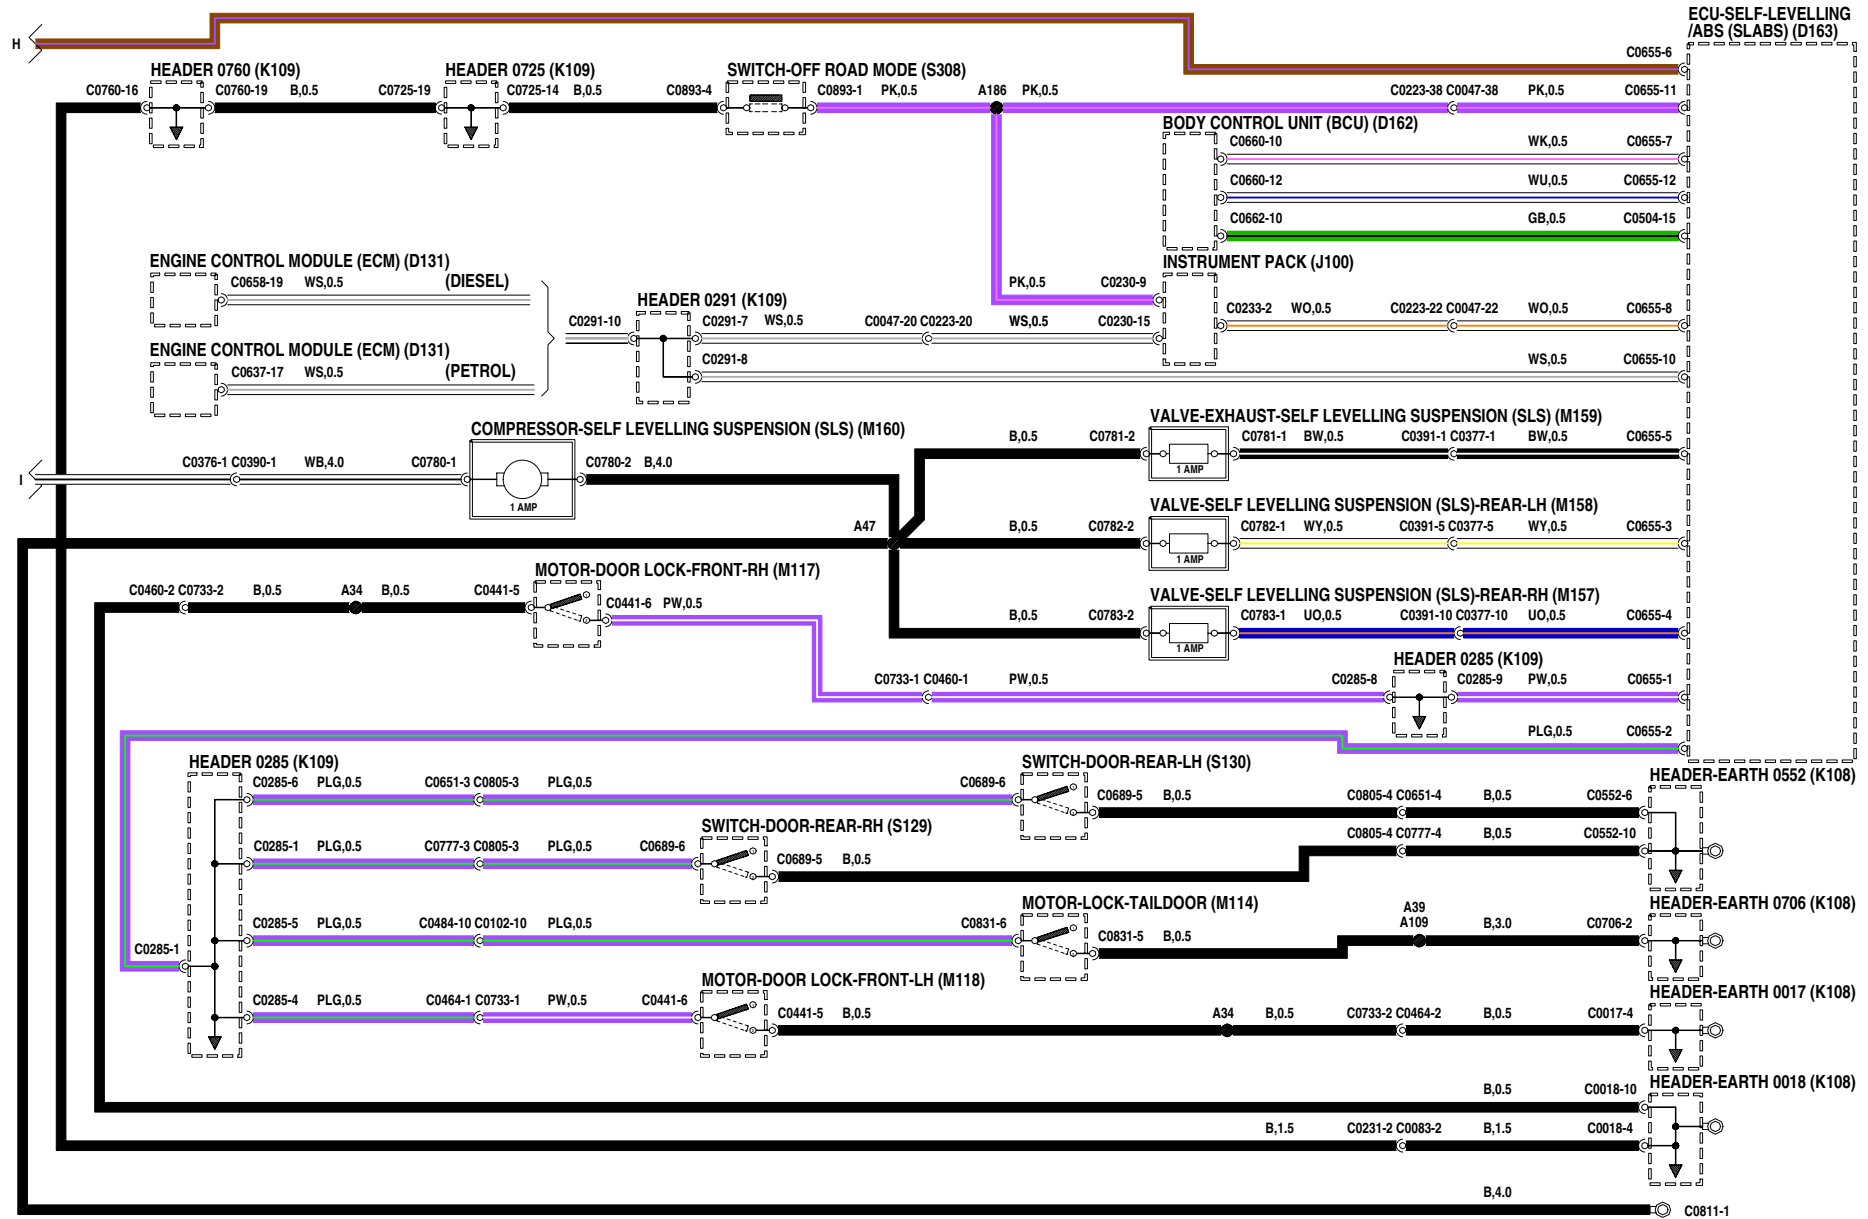 ECU-SELF-LEVELLING
/ABS (SLABS) (D163)
H
C0655-6
HEADER 0760 (K109)
HEADER 0725 (K109)
SWITCH-OFF ROAD MODE (S308)
C0760-16
C0760-19 B,0.5
C0725-19
C0725-14 B,0.5
C0893-4
C0893-1 PK,0.5
A186 PK,0.5
C0223-38 C0047-38 PK,0.5
C0655-11
BODY CONTROL UNIT (BCU) (D162)
C0660-10 WK,0.5 C0655-7
C0660-12 WU,0.5 C0655-12
C0662-10 GB,0.5 C0504-15
ENGINE CONTROL MODULE (ECM) (D131)
C0658-19 WS,0.5 (DIESEL)
INSTRUMENT PACK (J100)
PK,0.5 C0230-9
HEADER 0291 (K109)
C0291-10
C0291-7 WS,0.5
C0047-20 C0223-20 WS,0.5 C0230-15
C0233-2 WO,0.5 C0223-22 C0047-22 WO,0.5 C0655-8
ENGINE CONTROL MODULE (ECM) (D131)
C0637-17 WS,0.5 (PETROL)
C0291-8
WS,0.5 C0655-10
COMPRESSOR-SELF LEVELLING SUSPENSION (SLS) (M160)
VALVE-EXHAUST-SELF LEVELLING SUSPENSION (SLS) (M159)
B,0.5 C0781-2
C0781-1 BW,0.5 C0391-1 C0377-1 BW,0.5 C0655-5
1 AMP
I
C0376-1 C0390-1 WB,4.0 C0780-1
C0780-2 B,4.0
1 AMP
VALVE-SELF LEVELLING SUSPENSION (SLS)-REAR-LH (M158)
A47
B,0.5 C0782-2
C0782-1 WY,0.5 C0391-5 C0377-5 WY,0.5 C0655-3
1 AMP
MOTOR-DOOR LOCK-FRONT-RH (M117)
C0460-2 C0733-2 B,0.5 A34 B,0.5 C0441-5
C0441-6 PW,0.5
VALVE-SELF LEVELLING SUSPENSION (SLS)-REAR-RH (M157)
B,0.5 C0783-2
C0783-1 UO,0.5 C0391-10 C0377-10 UO,0.5 C0655-4
1 AMP
HEADER 0285 (K109)
C0733-1 C0460-1 PW,0.5 C0285-8
C0285-9 PW,0.5 C0655-1
PLG,0.5 C0655-2
HEADER 0285 (K109)
C0285-6 PLG,0.5 C0651-3 C0805-3 PLG,0.5 C0689-6
SWITCH-DOOR-REAR-LH (S130)
C0689-5 B,0.5 C0805-4 C0651-4 B,0.5 C0552-6
HEADER-EARTH 0552 (K108)
SWITCH-DOOR-REAR-RH (S129)
C0805-4 C0777-4 B,0.5 C0552-10
C0285-1 PLG,0.5 C0777-3 C0805-3 PLG,0.5 C0689-6
C0689-5 B,0.5
MOTOR-LOCK-TAILDOOR (M114)
A39
A109
HEADER-EARTH 0706 (K108)
C0285-5 PLG,0.5 C0484-10 C0102-10 PLG,0.5 C0831-6
C0831-5 B,0.5
B,3.0 C0706-2
C0285-1
MOTOR-DOOR LOCK-FRONT-LH (M118)
HEADER-EARTH 0017 (K108)
C0285-4 PLG,0.5 C0464-1 C0733-1 PW,0.5 C0441-6
C0441-5 B,0.5 A34 B,0.5 C0733-2 C0464-2 B,0.5 C0017-4
HEADER-EARTH 0018 (K108)
B,0.5 C0018-10
B,1.5 C0231-2 C0083-2 B,1.5 C0018-4
B,4.0
C0811-1